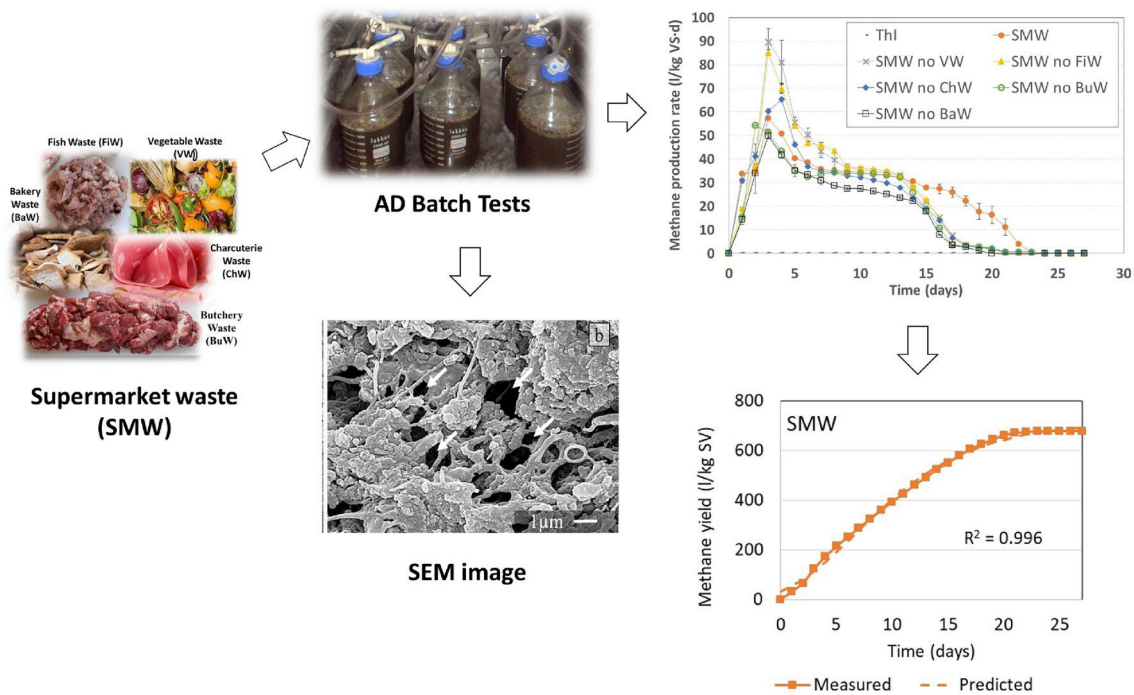 Fish Waste (FiW)
Vegetable Waste
(VW)
Bakery
Waste
(BaW)
Charcuterie
Waste
(ChW)
Butchery
Waste
(BuW)
Supermarket waste
(SMW)
AD Batch Tests
b
1µm
SEM image
Methane production rate (l/kg VS·d)
100
90
80
70
60
50
40
30
20
10
0
ThI
SMW
SMW no VW
SMW no FiW
SMW no ChW
SMW no BuW
SMW no BaW
0 5 10 15 20 25 30
Time (days)
SMW
Methane yield (l/kg SV)
800
600
400
200
0
R² = 0.996
0 5 10 15 20 25
Time (days)
Measured Predicted